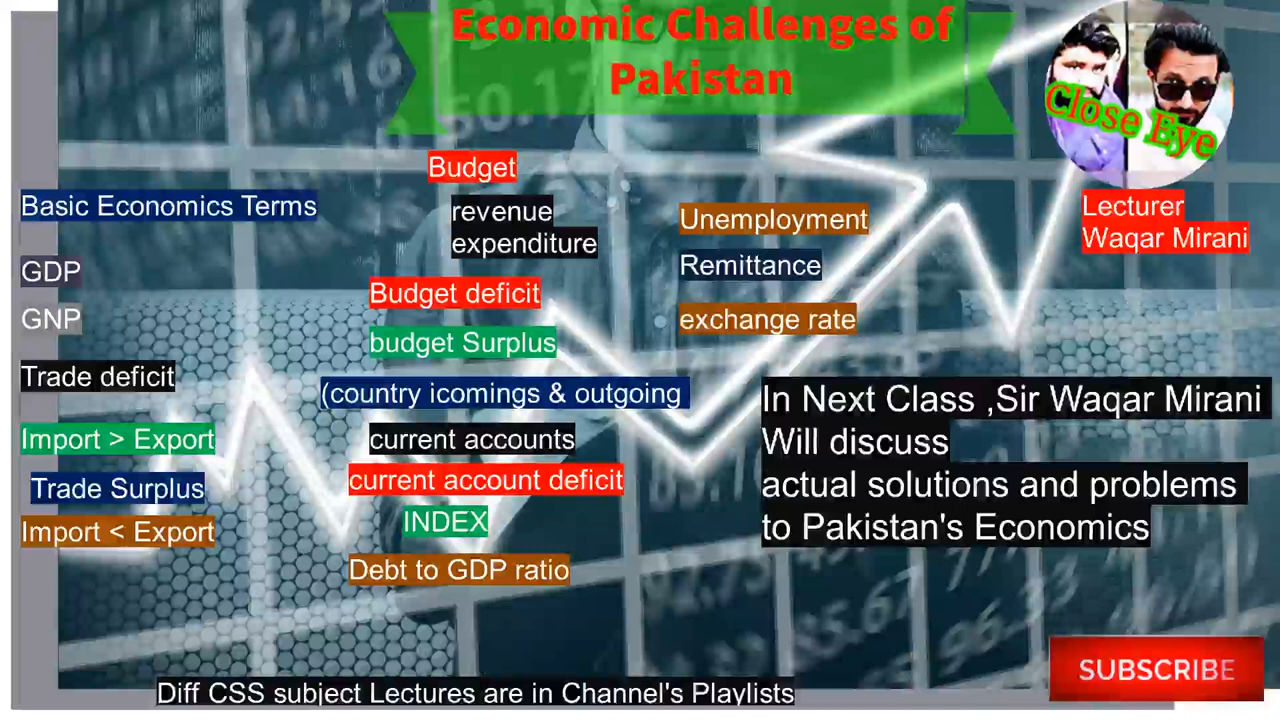 Economic Challenges of
Pakistan
Close Eye
Lecturer
Waqar Mirani
Basic Economics Terms
GDP
GNP
Trade deficit
Import > Export
Trade Surplus
Import < Export
Budget
revenue
expenditure
Budget deficit
budget Surplus
(country icomings & outgoing
current accounts
current account deficit
INDEX
Debt to GDP ratio
Unemployment
Remittance
exchange rate
In Next Class ,Sir Waqar Mirani
Will discuss
actual solutions and problems
to Pakistan's Economics
SUBSCRIBE
Diff CSS subject Lectures are in Channel's Playlists